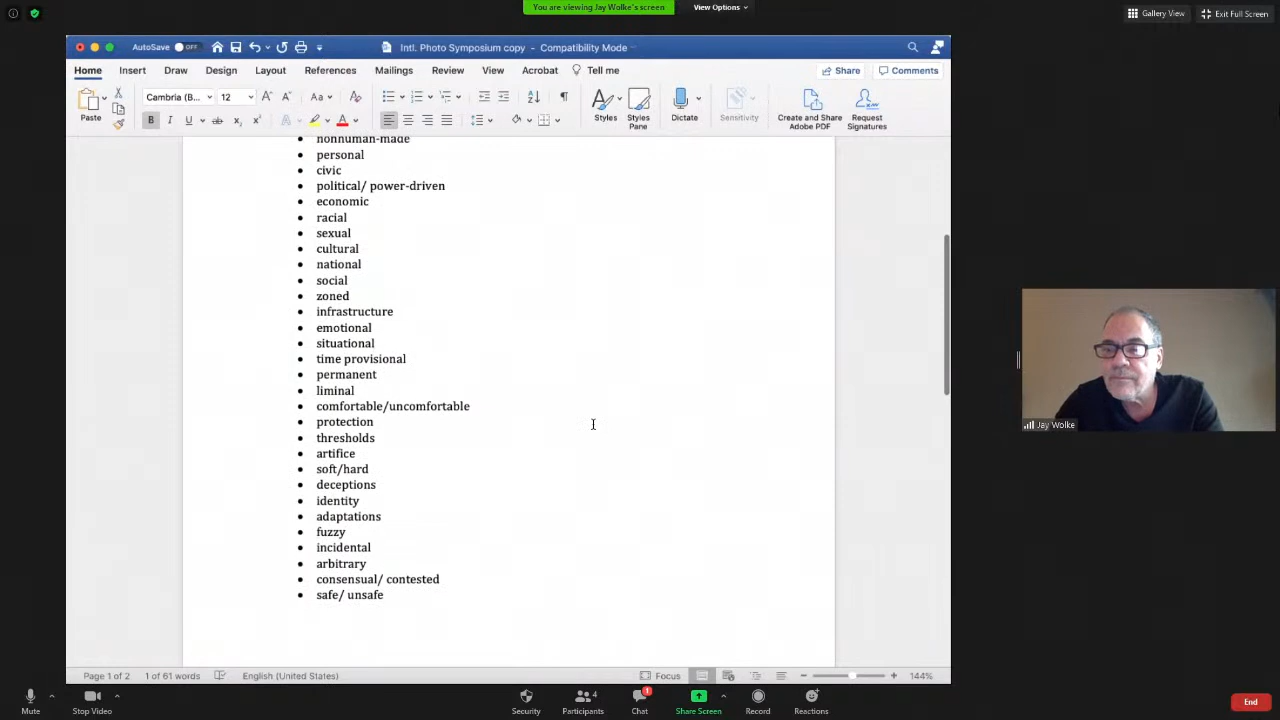 You are viewing Jay Wolke's screen
View Options
Gallery View
Exit Full Screen
AutoSave
OFF
Intl. Photo Symposium copy - Compatibility Mode
Home
Insert
Draw
Design
Layout
References
Mailings
Review
View
Acrobat
Tell me
Share
Comments
Paste
Cambria (B...
12
Styles
Styles Pane
Dictate
Sensitivity
Create and Share Adobe PDF
Request Signatures
nonhuman-made
personal
civic
political/ power-driven
economic
racial
sexual
cultural
national
social
zoned
infrastructure
emotional
situational
time provisional
permanent
liminal
comfortable/uncomfortable
protection
thresholds
artifice
soft/hard
deceptions
identity
adaptations
fuzzy
incidental
arbitrary
consensual/ contested
safe/ unsafe
Jay Wolke
Page 1 of 2
1 of 61 words
English (United States)
Focus
144%
Mute
Stop Video
Security
Participants
4
Chat
1
Share Screen
Record
Reactions
End